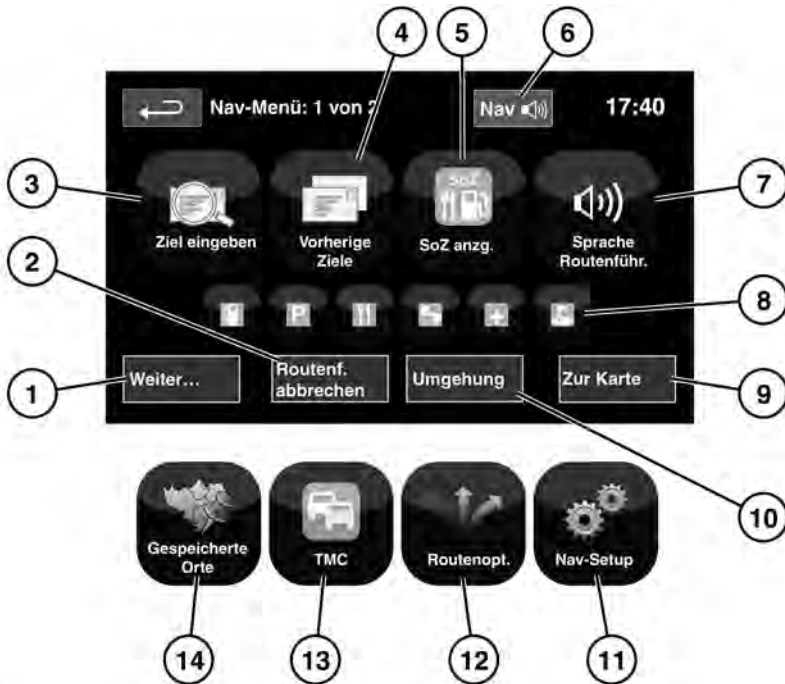 4
5
6
Nav-Menü: 1 von 2
Nav
17:40
3
7
Ziel eingeben
Vorherige
Ziele
SoZ
SoZ anzg.
Sprache
Routenführ.
2
P
8
1
Weiter...
Routenf.
abbrechen
Umgehung
Zur Karte
9
10
Gespeicherte
Orte
TMC
Routenopt.
Nav-Setup
14
13
12
11